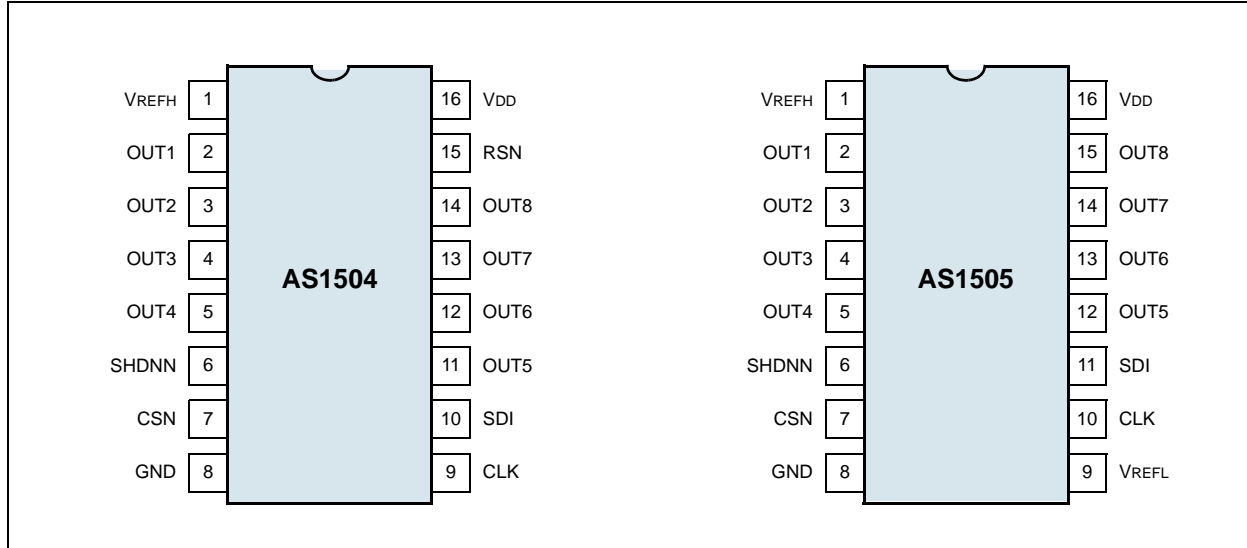 VREFH 1 16 VDD
OUT1 2 15 RSN
OUT2 3 14 OUT8
OUT3 4 13 OUT7
AS1504
OUT4 5 12 OUT6
SHDNN 6 11 OUT5
CSN 7 10 SDI
GND 8 9 CLK
VREFH 1 16 VDD
OUT1 2 15 OUT8
OUT2 3 14 OUT7
OUT3 4 13 OUT6
AS1505
OUT4 5 12 OUT5
SHDNN 6 11 SDI
CSN 7 10 CLK
GND 8 9 VREFL